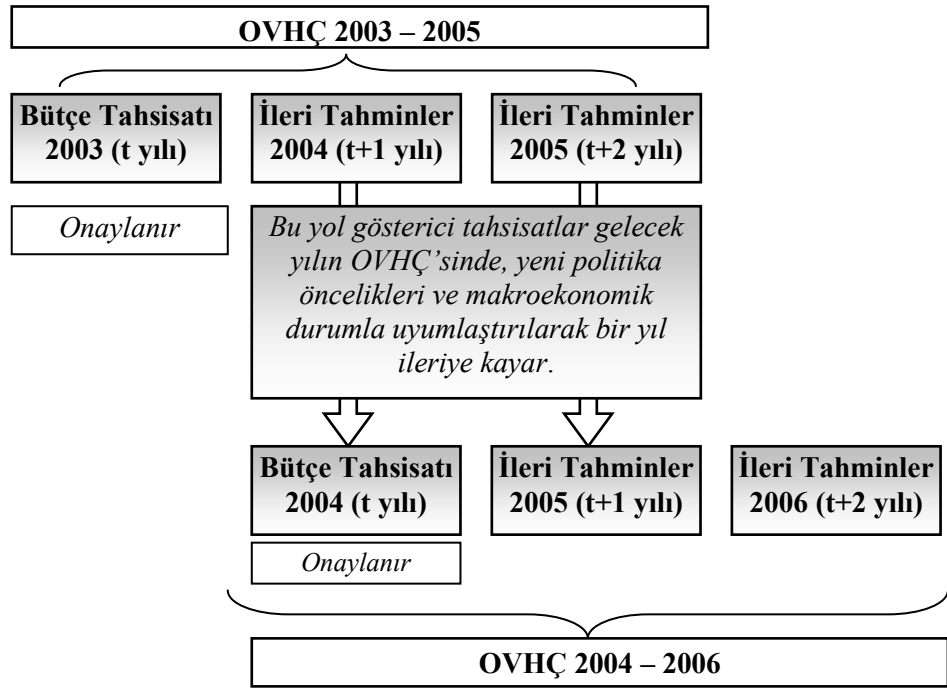 OVHÇ 2003 – 2005
Bütçe Tahsisatı
2003 (t yılı)
İleri Tahminler
2004 (t+1 yılı)
İleri Tahminler
2005 (t+2 yılı)
Onaylanır
Bu yol gösterici tahsisatlar gelecek
yılın OVHÇ’sinde, yeni politika
öncelikleri ve makroekonomik
durumla uyumlaştırılarak bir yıl
ileriye kayar.
Bütçe Tahsisatı
2004 (t yılı)
İleri Tahminler
2005 (t+1 yılı)
İleri Tahminler
2006 (t+2 yılı)
Onaylanır
OVHÇ 2004 – 2006